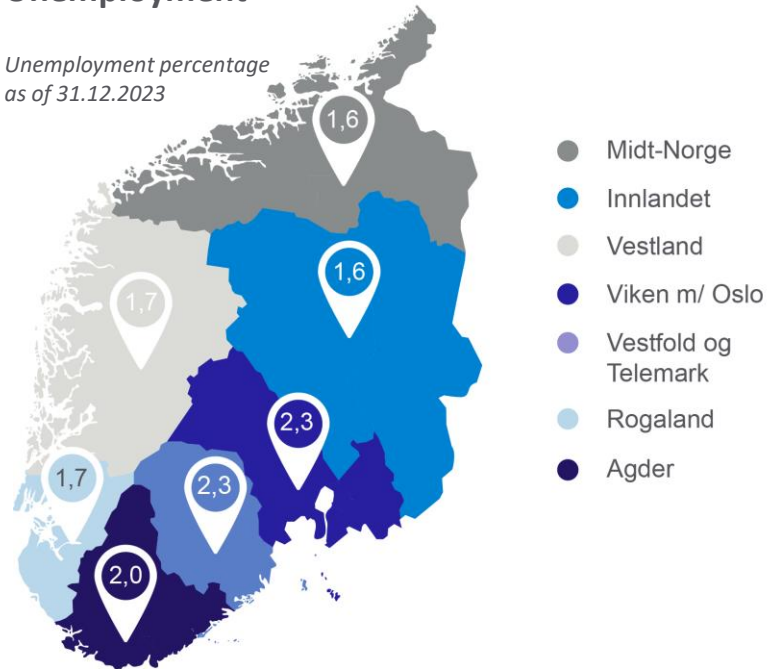 Unemployment
Unemployment percentage
as of 31.12.2023
1,6
1,6
1,7
2,3
1,7
2,3
2,0
Midt-Norge
Innlandet
Vestland
Viken m/ Oslo
Vestfold og
Telemark
Rogaland
Agder